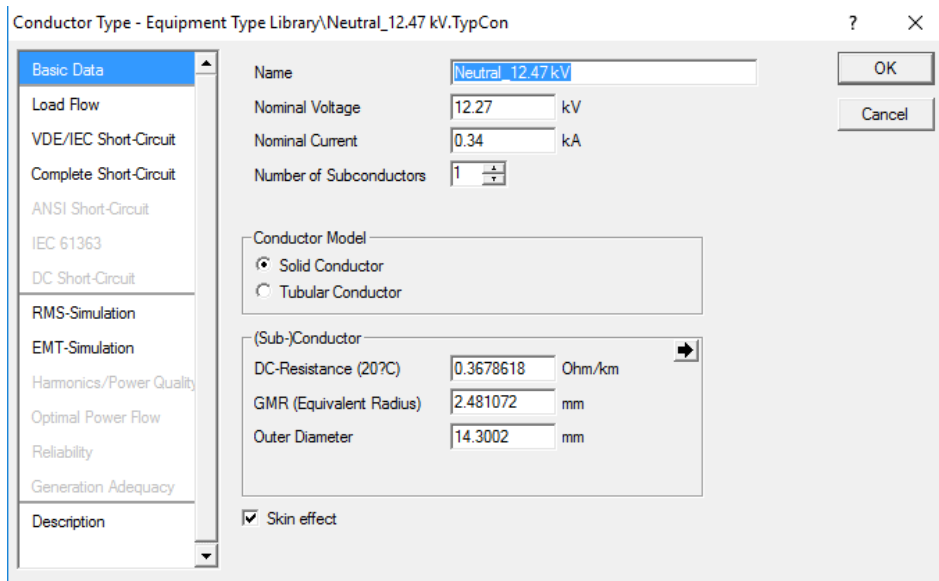 Conductor Type - Equipment Type Library\Neutral_12.47 kV.TypCon ? ×
Basic Data
Load Flow
VDE/IEC Short-Circuit
Complete Short-Circuit
ANSI Short-Circuit
IEC 61363
DC Short-Circuit
RMS-Simulation
EMT-Simulation
Harmonics/Power Quality
Optimal Power Flow
Reliability
Generation Adequacy
Description
Name Neutral_12.47 kV
Nominal Voltage 12.27 kV
Nominal Current 0.34 kA
Number of Subconductors 1
Conductor Model
Solid Conductor
Tubular Conductor
(Sub-)Conductor
DC-Resistance (20?C) 0.3678618 Ohm/km
GMR (Equivalent Radius) 2.481072 mm
Outer Diameter 14.3002 mm
Skin effect
OK
Cancel